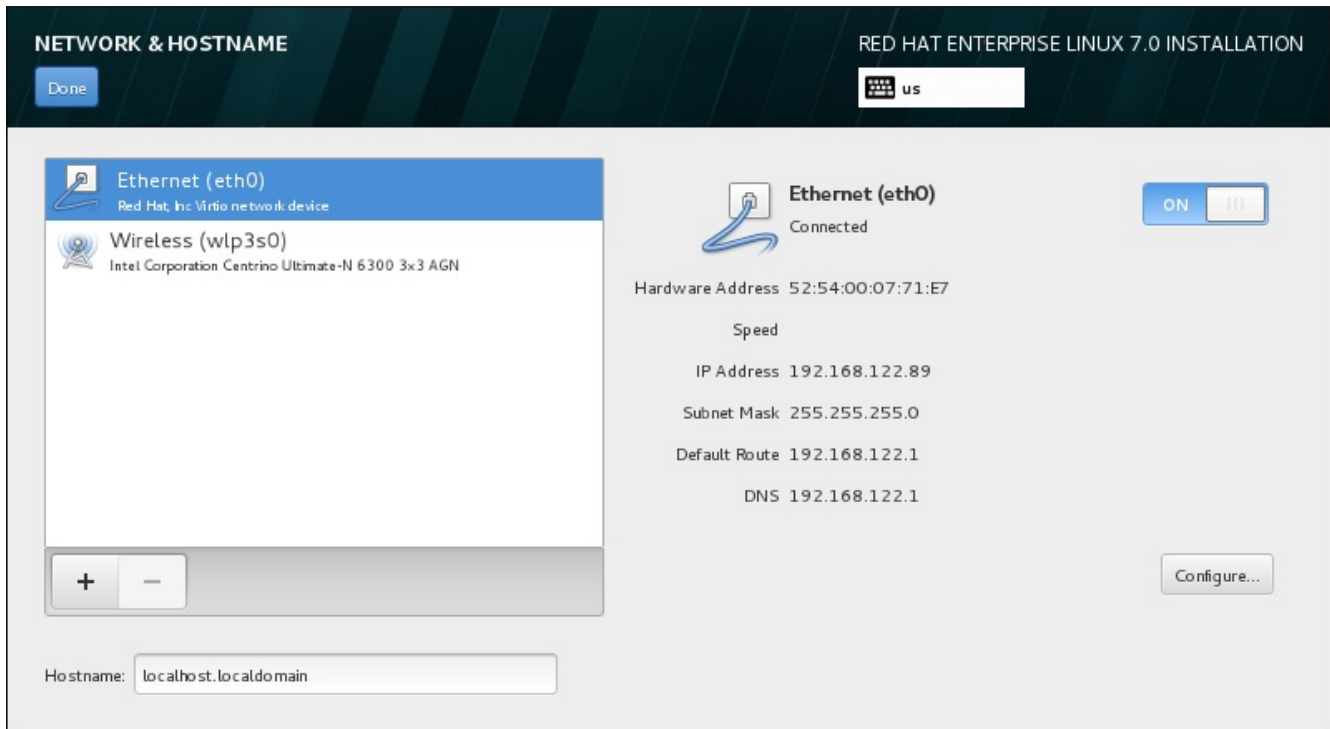 NETWORK & HOSTNAME
RED HAT ENTERPRISE LINUX 7.0 INSTALLATION
Done
us
Ethernet (eth0)
Red Hat, Inc Virtio network device
Wireless (wlp3s0)
Intel Corporation Centrino Ultimate-N 6300 3x3 AGN
+ −
Ethernet (eth0)
Connected
ON
Hardware Address 52:54:00:07:71:E7
Speed
IP Address 192.168.122.89
Subnet Mask 255.255.255.0
Default Route 192.168.122.1
DNS 192.168.122.1
Configure...
Hostname: localhost.localdomain